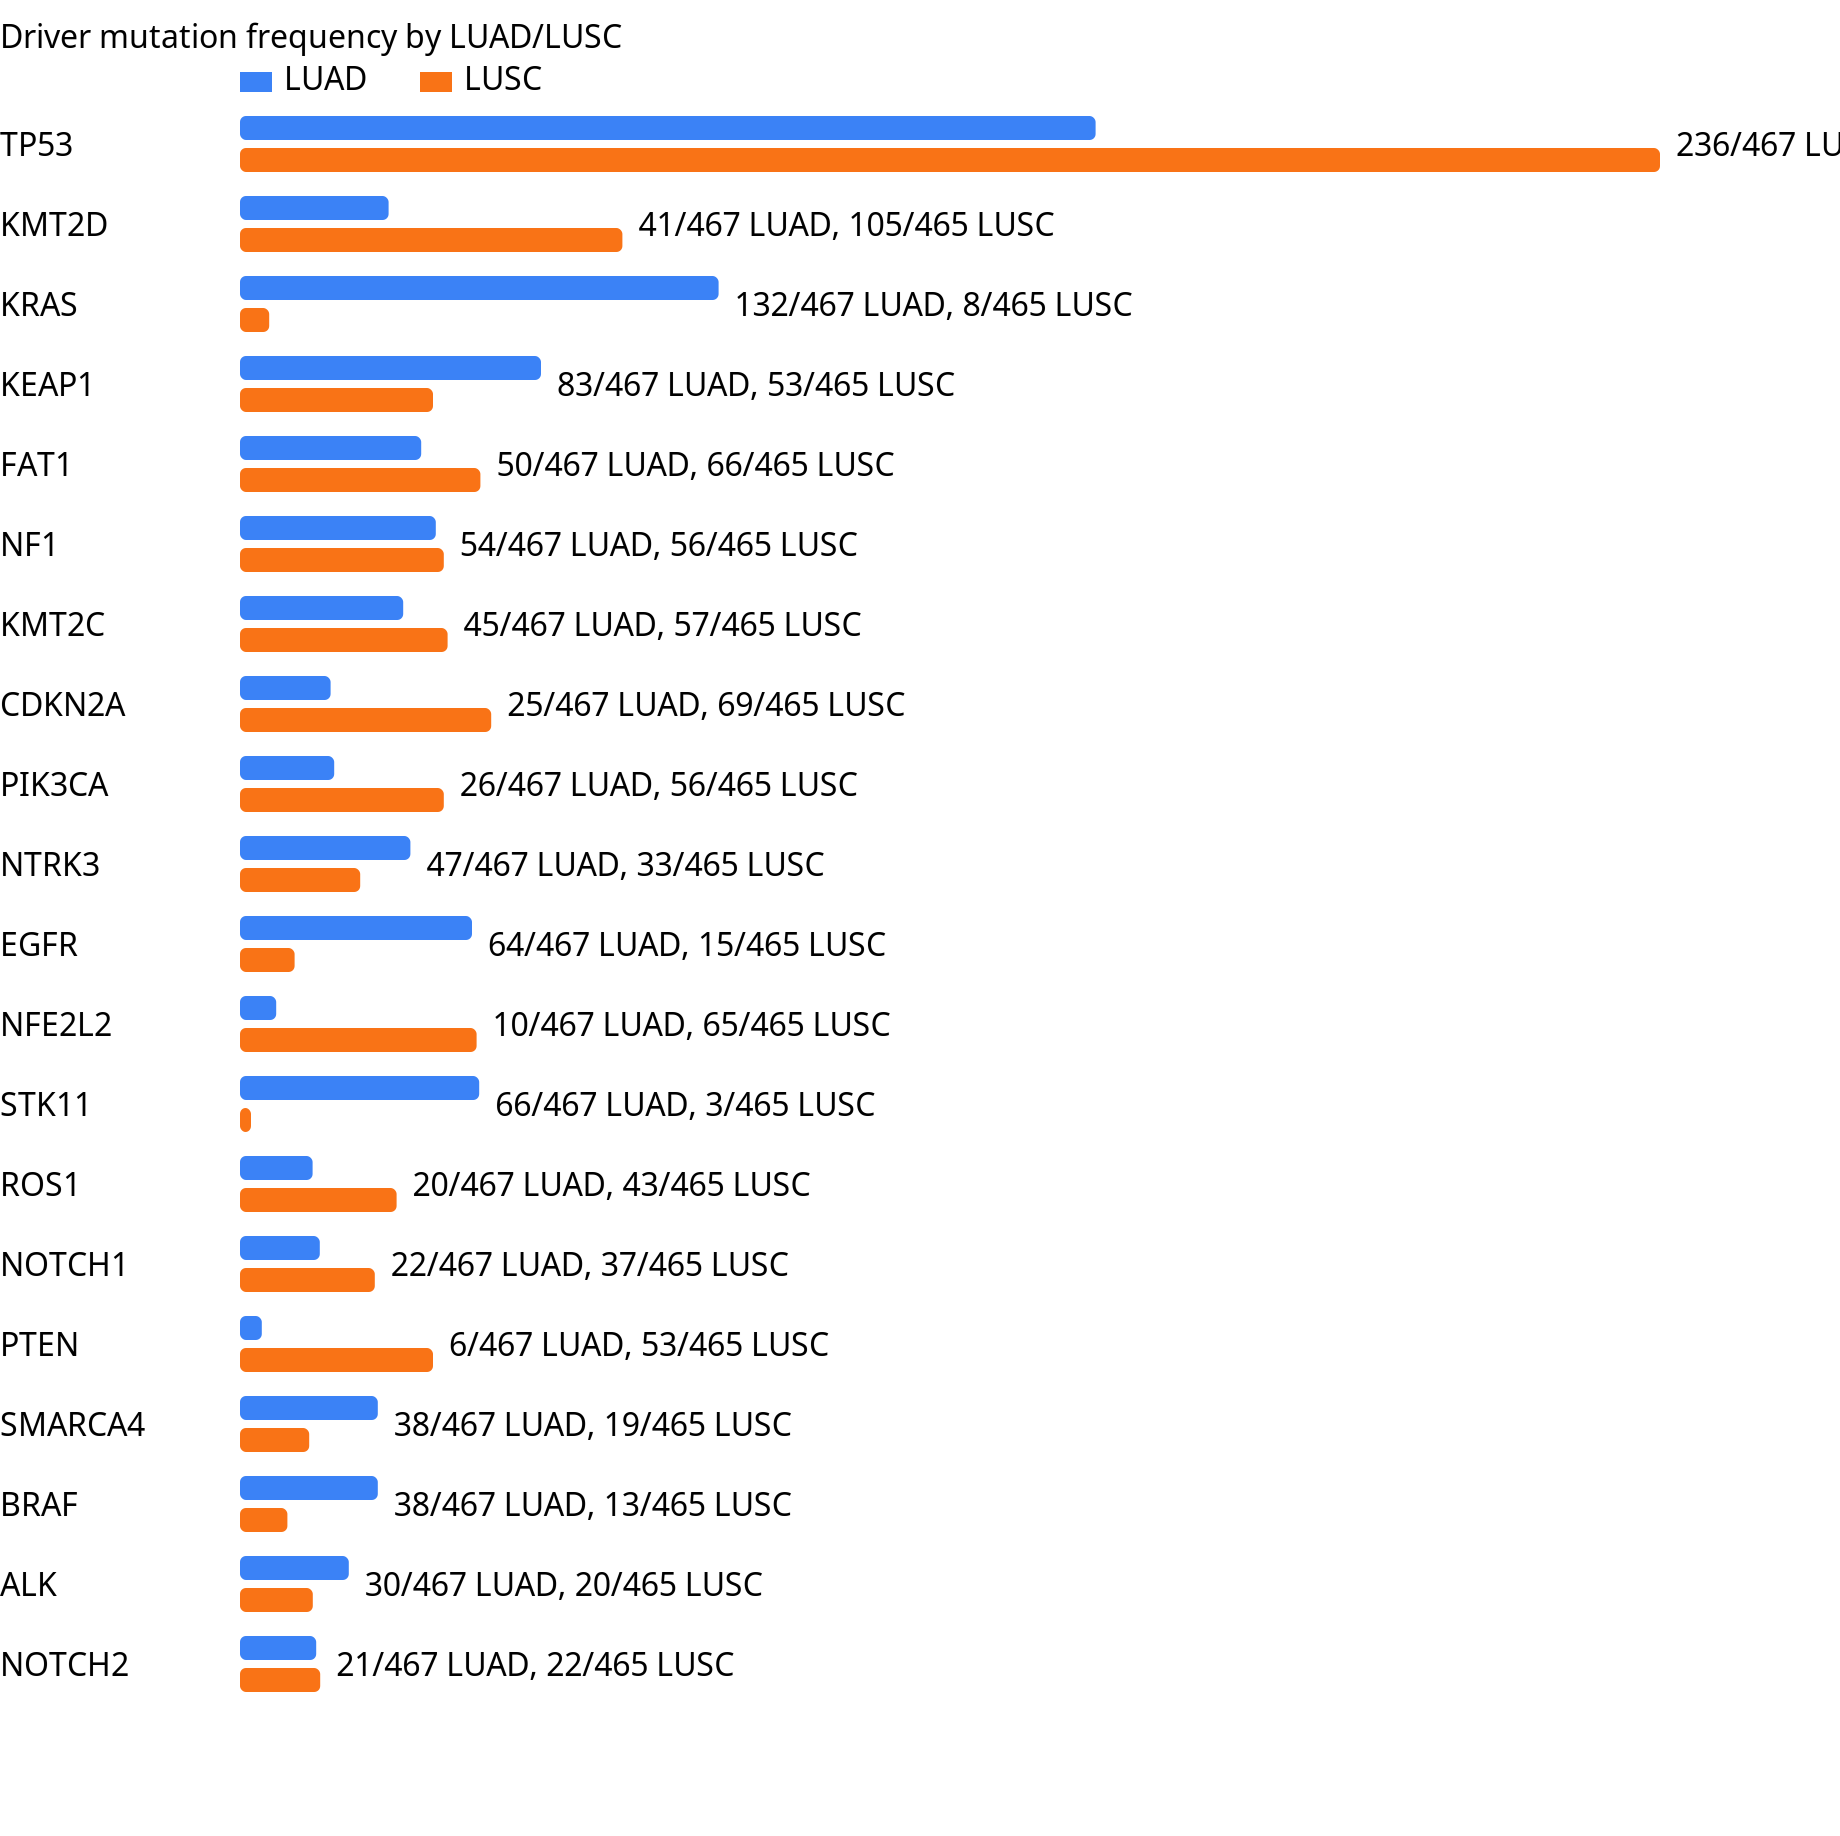 Driver mutation frequency by LUAD/LUSC
LUAD LUSC
TP53 236/467 LU
KMT2D 41/467 LUAD, 105/465 LUSC
KRAS 132/467 LUAD, 8/465 LUSC
KEAP1 83/467 LUAD, 53/465 LUSC
FAT1 50/467 LUAD, 66/465 LUSC
NF1 54/467 LUAD, 56/465 LUSC
KMT2C 45/467 LUAD, 57/465 LUSC
CDKN2A 25/467 LUAD, 69/465 LUSC
PIK3CA 26/467 LUAD, 56/465 LUSC
NTRK3 47/467 LUAD, 33/465 LUSC
EGFR 64/467 LUAD, 15/465 LUSC
NFE2L2 10/467 LUAD, 65/465 LUSC
STK11 66/467 LUAD, 3/465 LUSC
ROS1 20/467 LUAD, 43/465 LUSC
NOTCH1 22/467 LUAD, 37/465 LUSC
PTEN 6/467 LUAD, 53/465 LUSC
SMARCA4 38/467 LUAD, 19/465 LUSC
BRAF 38/467 LUAD, 13/465 LUSC
ALK 30/467 LUAD, 20/465 LUSC
NOTCH2 21/467 LUAD, 22/465 LUSC